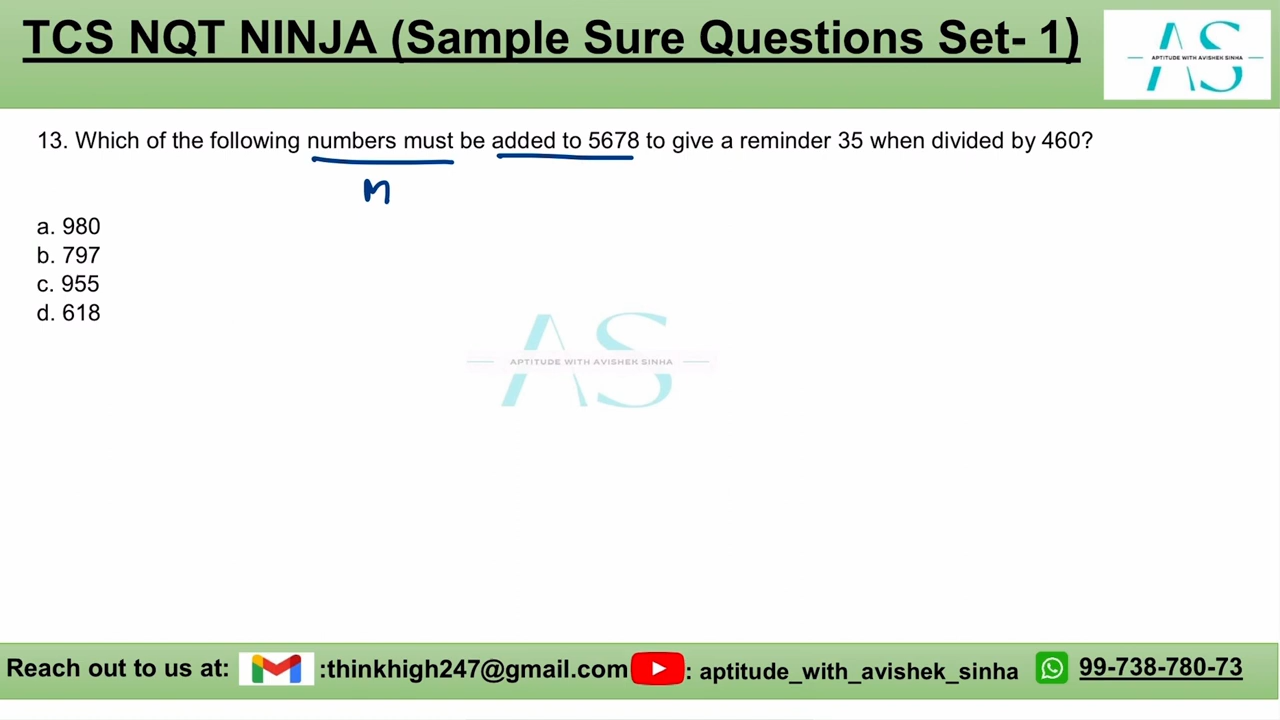 TCS NQT NINJA (Sample Sure Questions Set- 1)
AS
APTITUDE WITH AVISHEK SINHA
13. Which of the following numbers must be added to 5678 to give a reminder 35 when divided by 460?
M
a. 980
b. 797
c. 955
d. 618
AS
APTITUDE WITH AVISHEK SINHA
Reach out to us at: :thinkhigh247@gmail.com : aptitude_with_avishek_sinha 99-738-780-73